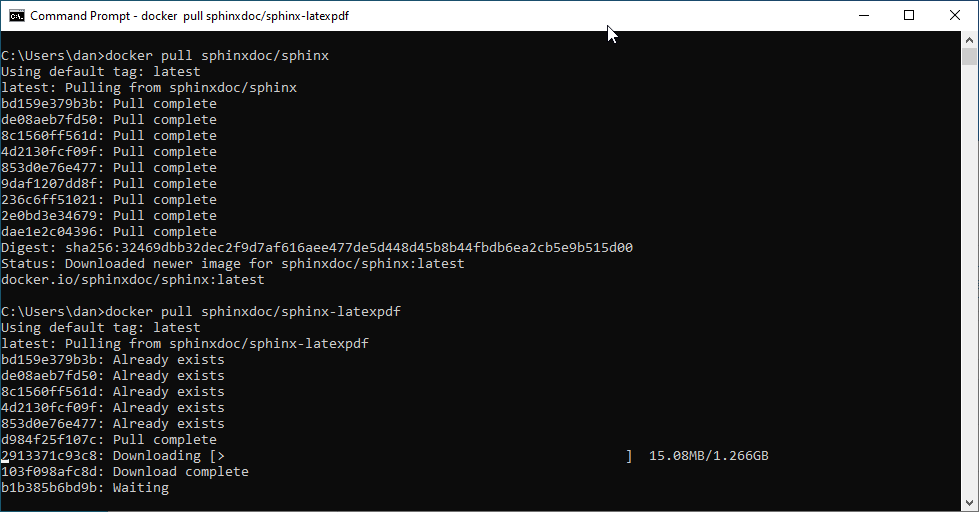 Command Prompt - docker pull sphinxdoc/sphinx-latexpdf
C:\Users\dan>docker pull sphinxdoc/sphinx
Using default tag: latest
latest: Pulling from sphinxdoc/sphinx
bd159e379b3b: Pull complete
de08aeb7fd50: Pull complete
8c1560ff561d: Pull complete
4d2130fcf09f: Pull complete
853d0e76e477: Pull complete
9daf1207dd8f: Pull complete
236c6ff51021: Pull complete
2e0bd3e34679: Pull complete
dae1e2c04396: Pull complete
Digest: sha256:32469dbb32dec2f9d7af616aee477de5d448d45b8b44fbdb6ea2cb5e9b515d00
Status: Downloaded newer image for sphinxdoc/sphinx:latest
docker.io/sphinxdoc/sphinx:latest
C:\Users\dan>docker pull sphinxdoc/sphinx-latexpdf
Using default tag: latest
latest: Pulling from sphinxdoc/sphinx-latexpdf
bd159e379b3b: Already exists
de08aeb7fd50: Already exists
8c1560ff561d: Already exists
4d2130fcf09f: Already exists
853d0e76e477: Already exists
d984f25f107c: Pull complete
2913371c93c8: Downloading [>                                                  ]  15.08MB/1.266GB
103f098afc8d: Download complete
b1b385b6bd9b: Waiting